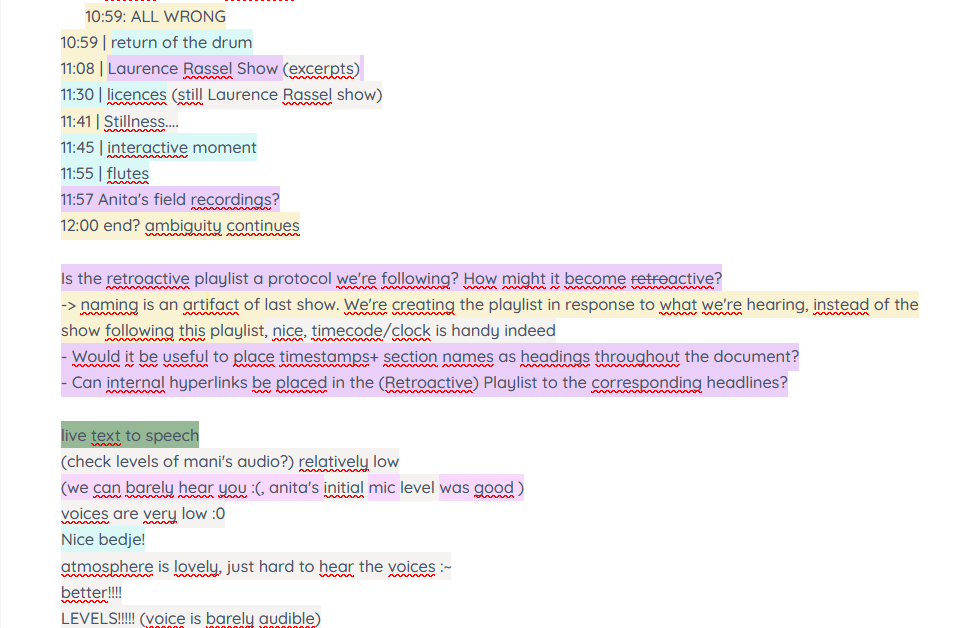 10:59: ALL WRONG
10:59 | return of the drum
11:08 | Laurence Rassel Show (excerpts)
11:30 | licences (still Laurence Rassel show)
11:41 | Stillness....
11:45 | interactive moment
11:55 | flutes
11:57 Anita's field recordings?
12:00 end? ambiguity continues
Is the retroactive playlist a protocol we're following? How might it become retroactive?
-> naming is an artifact of last show. We're creating the playlist in response to what we're hearing, instead of the
show following this playlist, nice, timecode/clock is handy indeed
- Would it be useful to place timestamps+ section names as headings throughout the document?
- Can internal hyperlinks be placed in the (Retroactive) Playlist to the corresponding headlines?
live text to speech
(check levels of mani's audio?) relatively low
(we can barely hear you :(, anita's initial mic level was good )
voices are very low :0
Nice bedje!
atmosphere is lovely, just hard to hear the voices :~
better!!!!
LEVELS!!!!! (voice is barely audible)